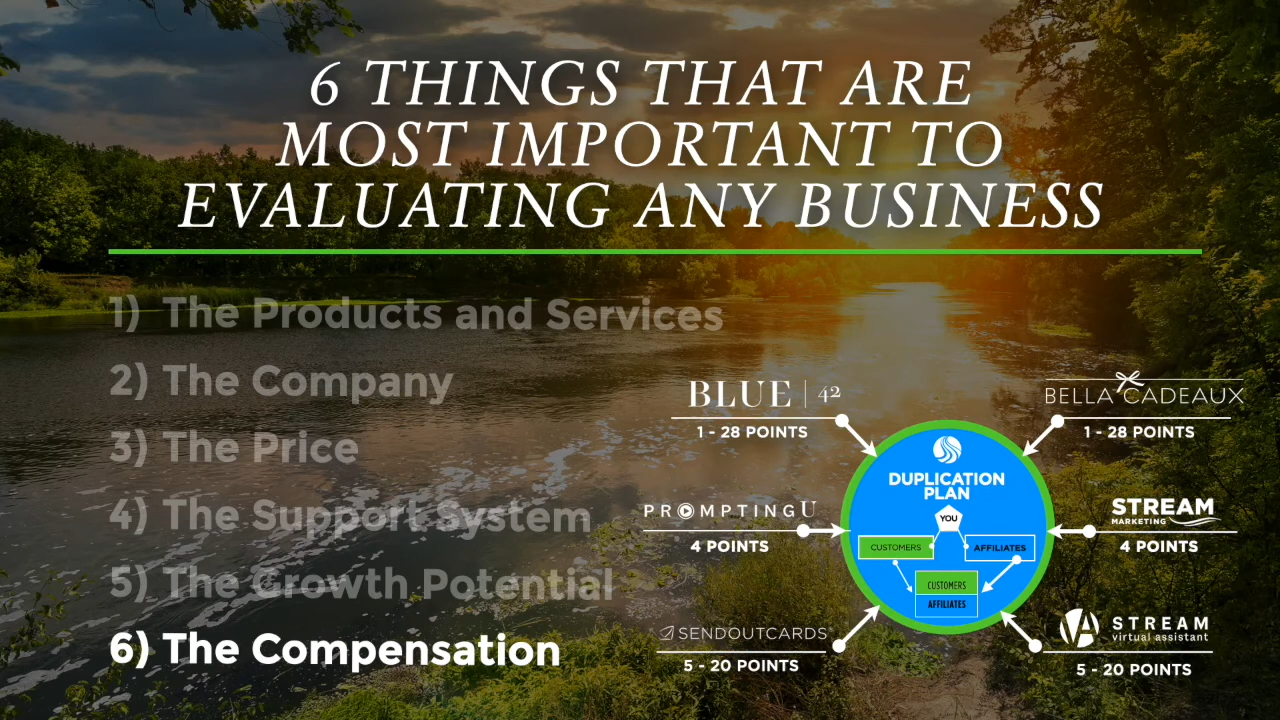 6 THINGS THAT ARE
MOST IMPORTANT TO
EVALUATING ANY BUSINESS
1) The Products and Services
2) The Company
3) The Price
4) The Support System
5) The Growth Potential
6) The Compensation
BLUE | 42
1 - 28 POINTS
BELLA CADEAUX
1 - 28 POINTS
PROMPTINGU
4 POINTS
STREAM
MARKETING
4 POINTS
SENDOUTCARDS
5 - 20 POINTS
VA STREAM
virtual assistant
5 - 20 POINTS
DUPLICATION
PLAN
YOU
CUSTOMERS
AFFILIATES
CUSTOMERS
AFFILIATES